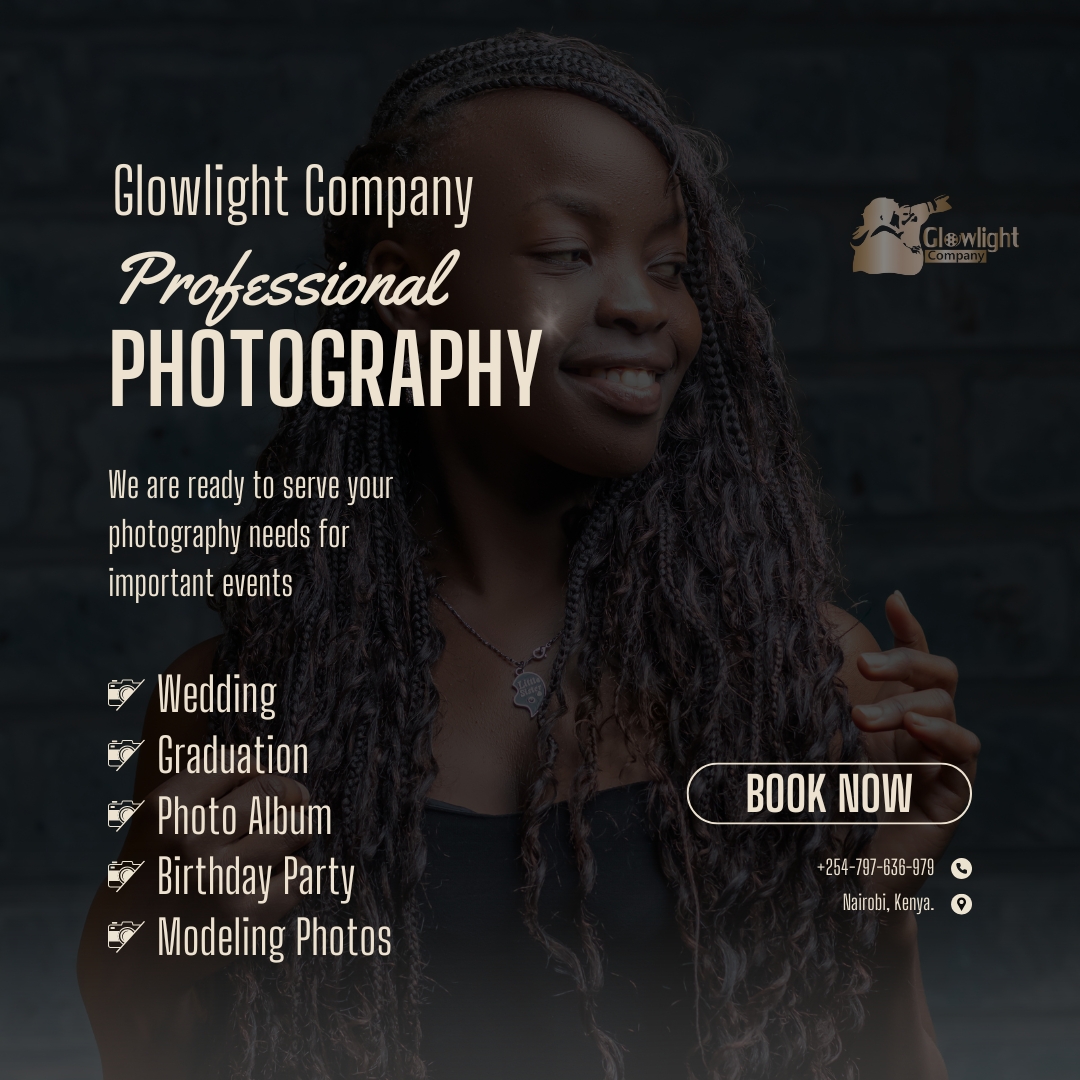 Glowlight Company
Professional
PHOTOGRAPHY
Glowlight
Company
We are ready to serve your
photography needs for
important events
Wedding
Graduation
Photo Album
Birthday Party
Modeling Photos
BOOK NOW
+254-797-636-979
Nairobi, Kenya.